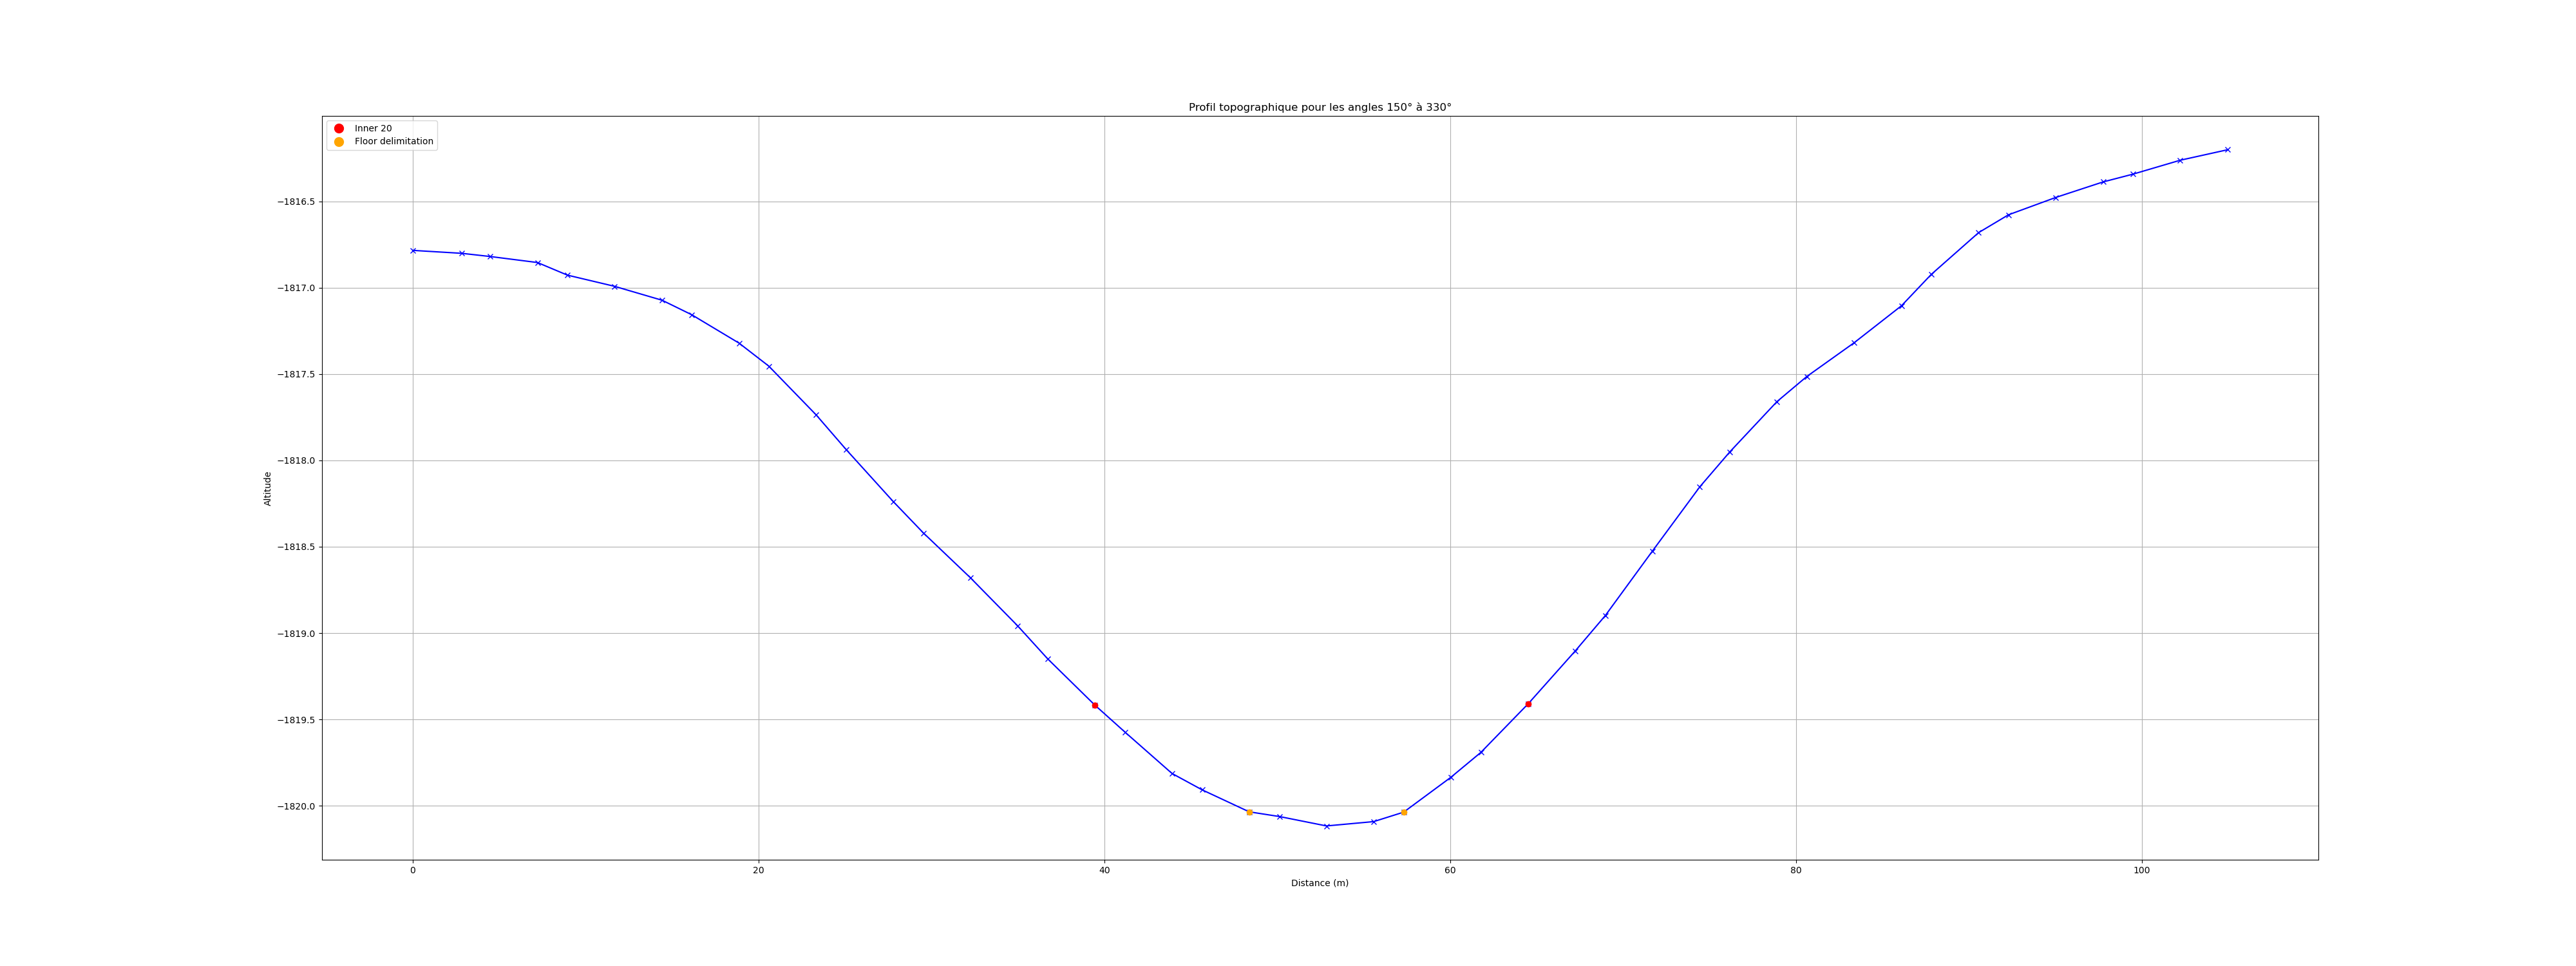 Profil topographique pour les angles 150° à 330°
Inner 20
Floor delimitation
−1816.5
−1817.0
−1817.5
−1818.0
−1818.5
−1819.0
−1819.5
−1820.0
Altitude
0 20 40 60 80 100
Distance (m)